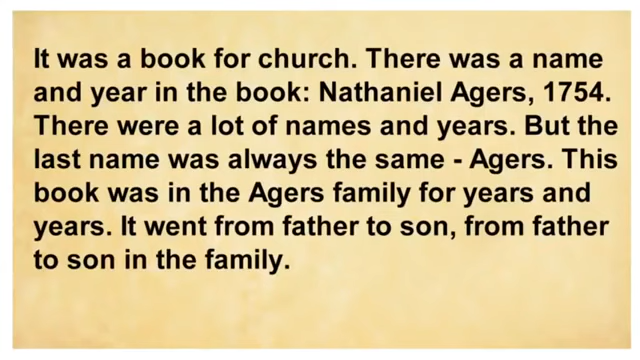 It was a book for church. There was a name
and year in the book: Nathaniel Agers, 1754.
There were a lot of names and years. But the
last name was always the same - Agers. This
book was in the Agers family for years and
years. It went from father to son, from father
to son in the family.